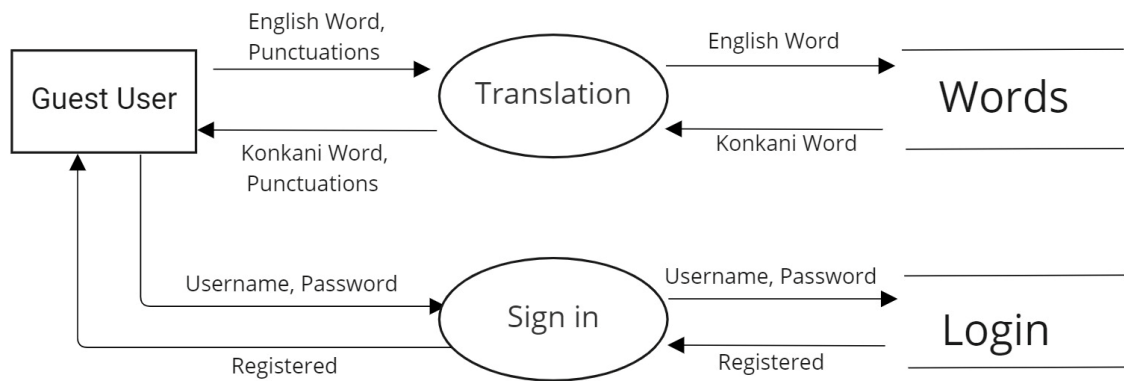 English Word,
Punctuations
English Word
Guest User
Translation
Words
Konkani Word,
Punctuations
Konkani Word
Username, Password
Username, Password
Sign in
Login
Registered
Registered